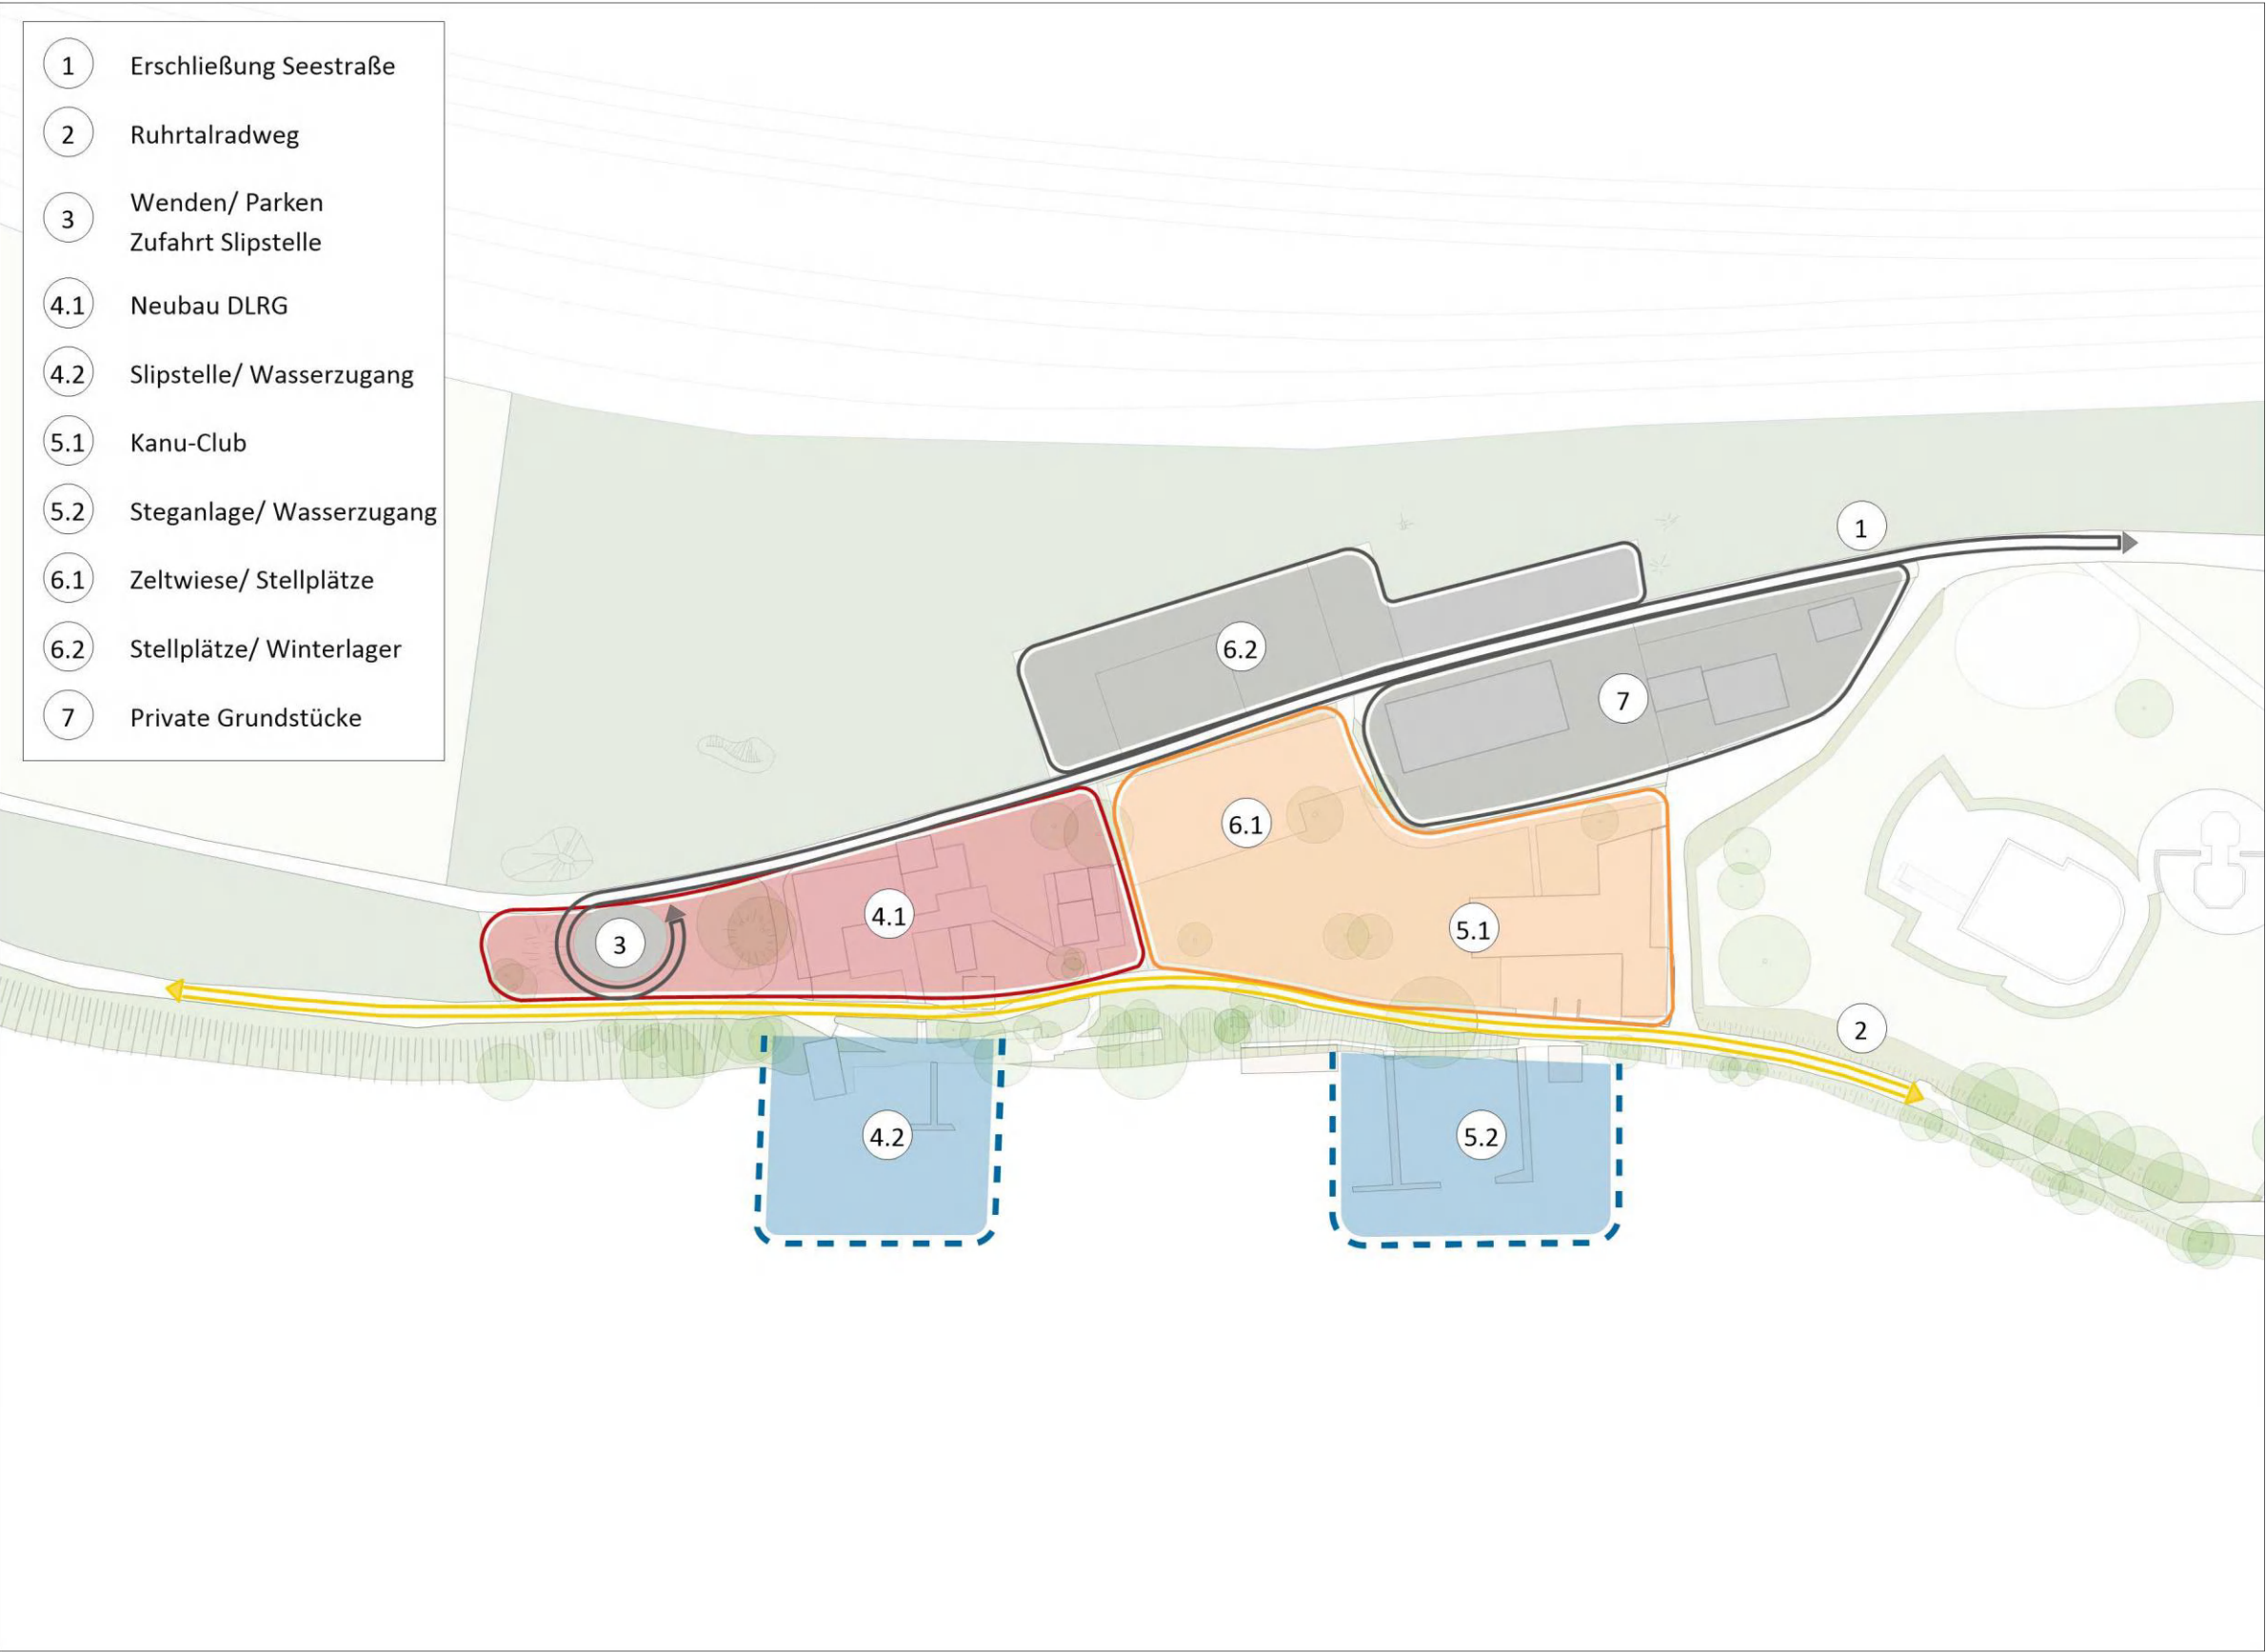 1 Erschließung Seestraße
2 Ruhrtalradweg
3 Wenden/ Parken
Zufahrt Slipstelle
4.1 Neubau DLRG
4.2 Slipstelle/ Wasserzugang
5.1 Kanu-Club
5.2 Steganlage/ Wasserzugang
6.1 Zeltwiese/ Stellplätze
6.2 Stellplätze/ Winterlager
7 Private Grundstücke
1
6.2
7
6.1
4.1
5.1
3
2
4.2
5.2